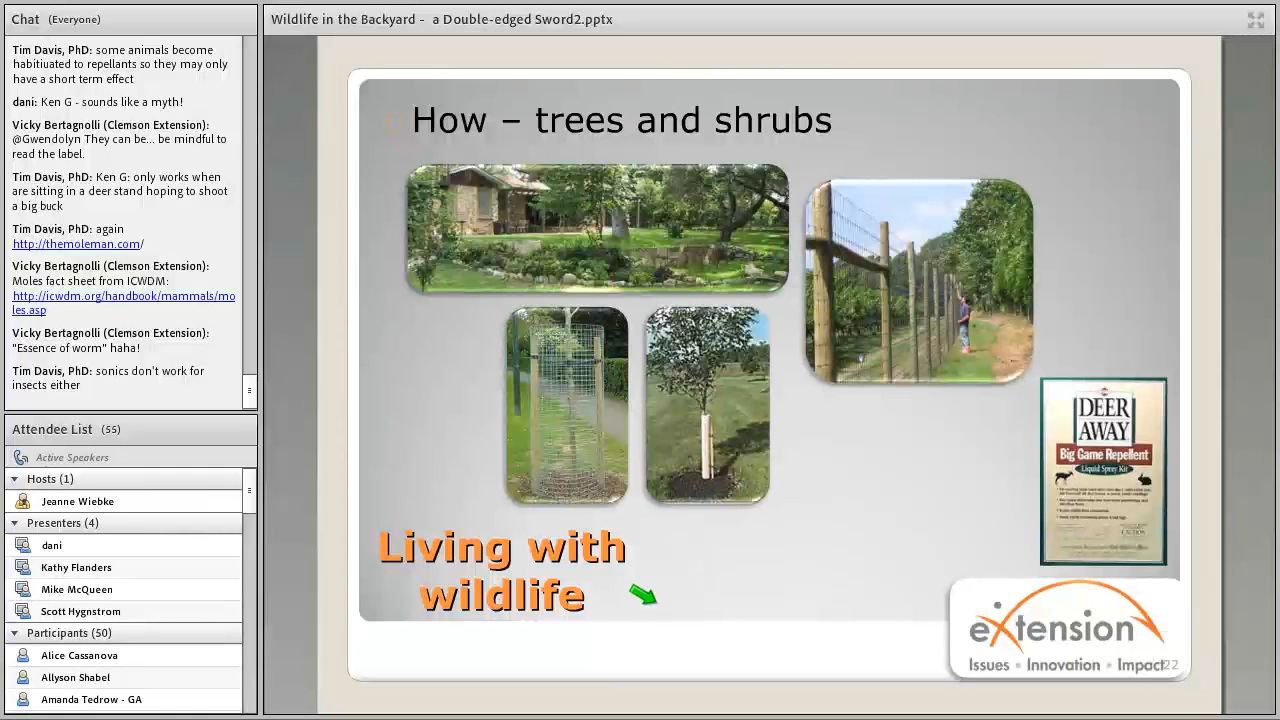 Chat (Everyone)
Tim Davis, PhD: some animals become
habitiuated to repellants so they may only
have a short term effect
dani: Ken G - sounds like a myth!
Vicky Bertagnolli (Clemson Extension):
@Gwendolyn They can be... be mindful to
read the label.
Tim Davis, PhD: Ken G: only works when
are sitting in a deer stand hoping to shoot
a big buck
Tim Davis, PhD: again
http://themoleman.com/
Vicky Bertagnolli (Clemson Extension):
Moles fact sheet from ICWDM:
http://icwdm.org/handbook/mammals/mo
les.asp
Vicky Bertagnolli (Clemson Extension):
"Essence of worm" haha!
Tim Davis, PhD: sonics don't work for
insects either
Attendee List (55)
Active Speakers
Hosts (1)
Jeanne Wiebke
Presenters (4)
dani
Kathy Flanders
Mike McQueen
Scott Hygnstrom
Participants (50)
Alice Cassanova
Allyson Shabel
Amanda Tedrow - GA
Wildlife in the Backyard - a Double-edged Sword2.pptx
How – trees and shrubs
DEER
AWAY
Big Game Repellent
Liquid Spray Kit
CAUTION
Living with
wildlife
eXtension
Issues • Innovation • Impact
22